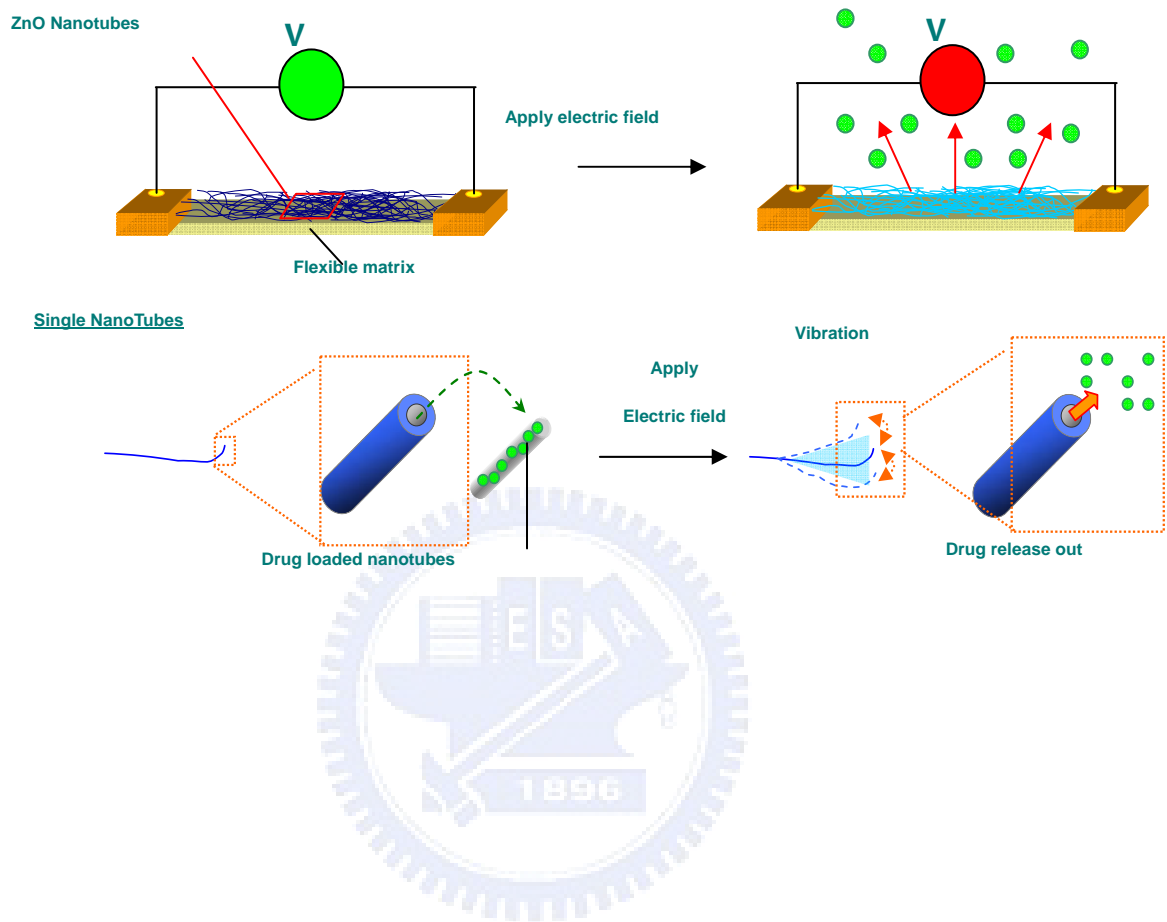 ZnO Nanotubes
V
V
Apply electric field
Flexible matrix
Single NanoTubes
Vibration
Apply
Electric field
Drug loaded nanotubes
Drug release out
ESA
1896